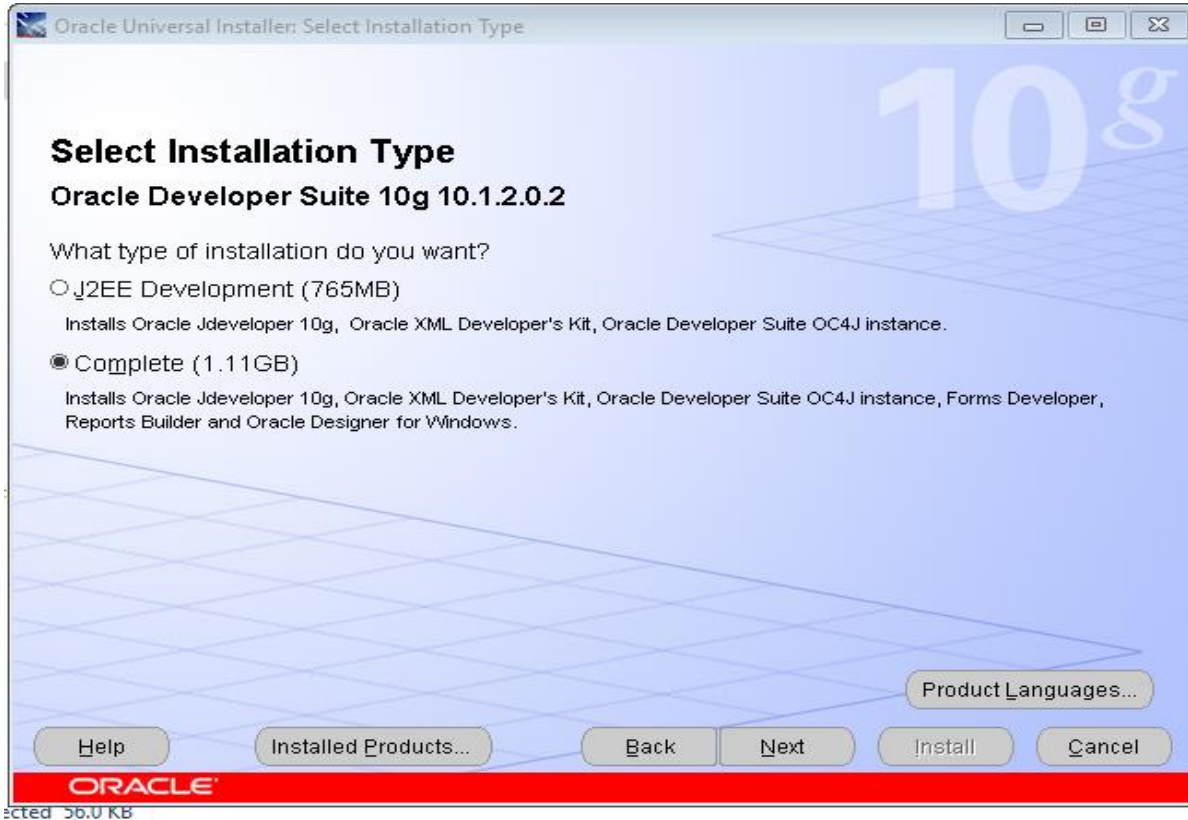 Oracle Universal Installer: Select Installation Type
10g
Select Installation Type
Oracle Developer Suite 10g 10.1.2.0.2
What type of installation do you want?
J2EE Development (765MB)
Installs Oracle Jdeveloper 10g, Oracle XML Developer's Kit, Oracle Developer Suite OC4J instance.
Complete (1.11GB)
Installs Oracle Jdeveloper 10g, Oracle XML Developer's Kit, Oracle Developer Suite OC4J instance, Forms Developer,
Reports Builder and Oracle Designer for Windows.
Product Languages...
Help Installed Products... Back Next Install Cancel
ORACLE
56.0 KB